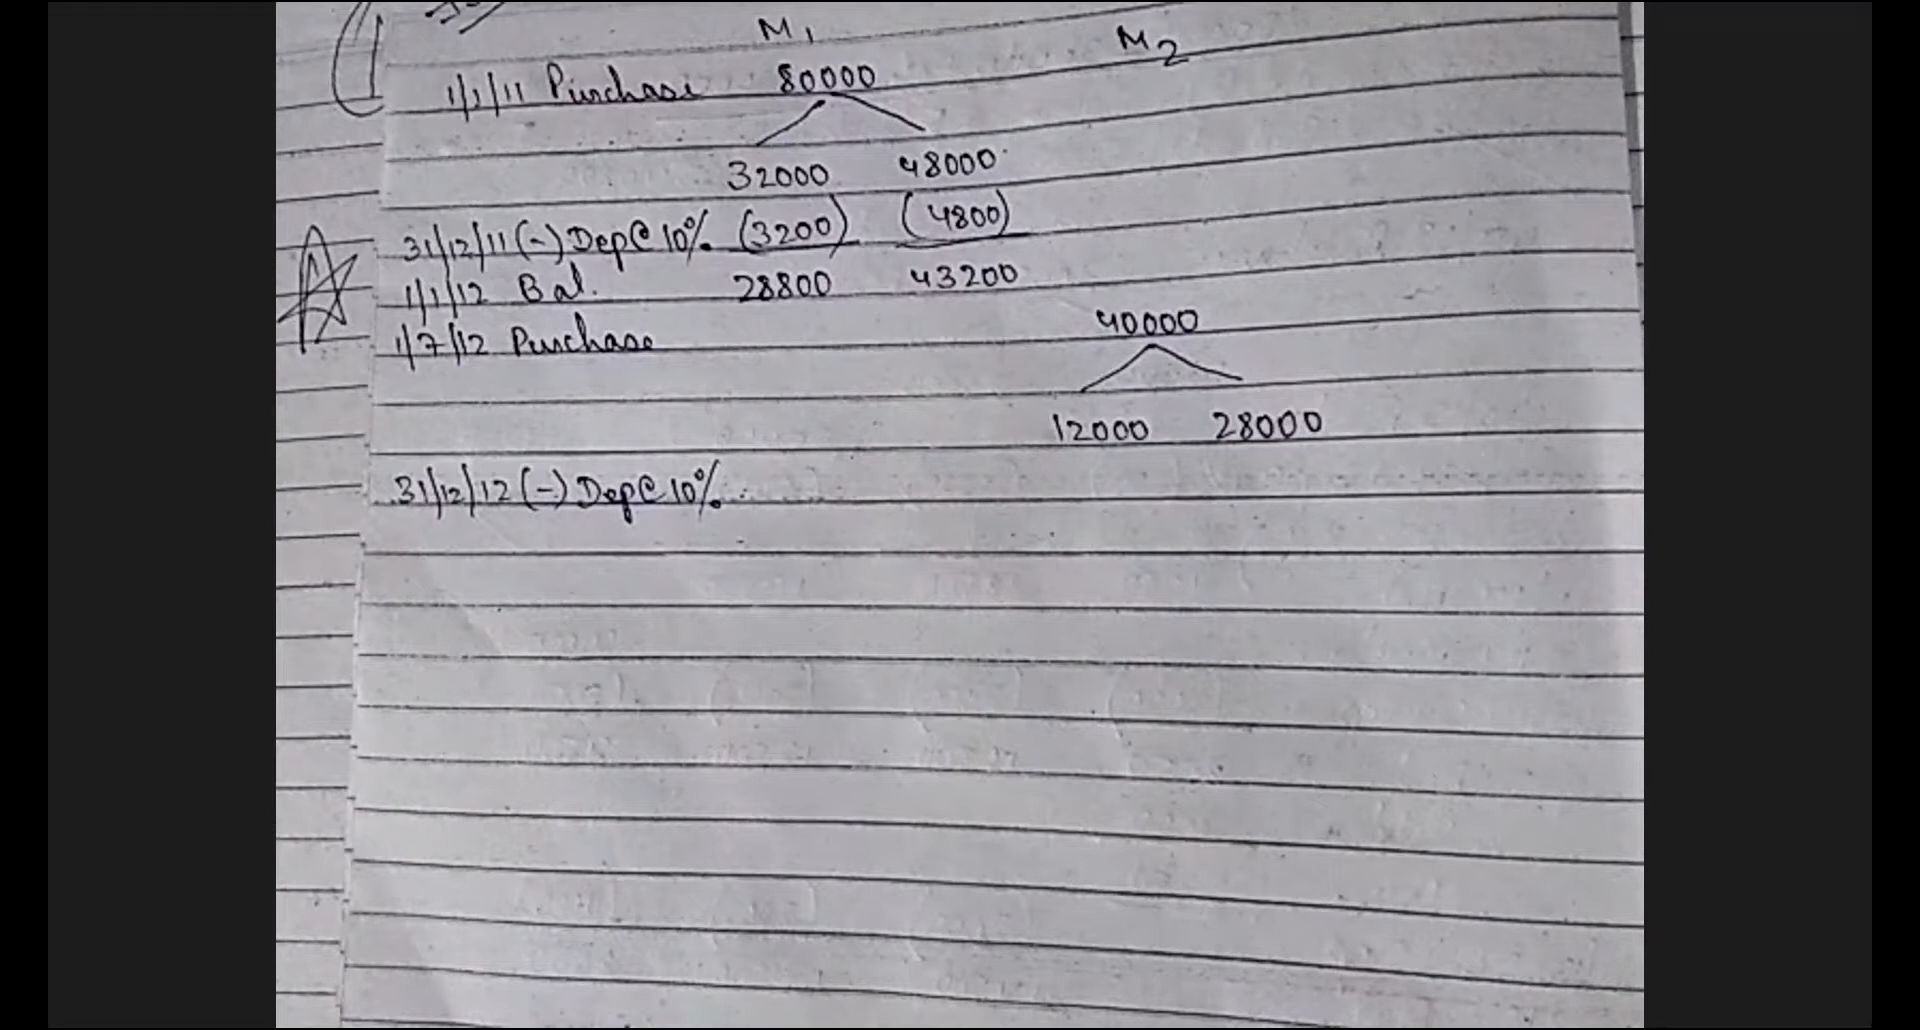 M1 M2
1/1/11 Purchase 80000
32000 48000
31/12/11 (-) Dep@ 10% (3200) (4800)
1/1/12 Bal. 28800 43200
40000
1/7/12 Purchase
12000 28000
31/12/12 (-) Dep@ 10%